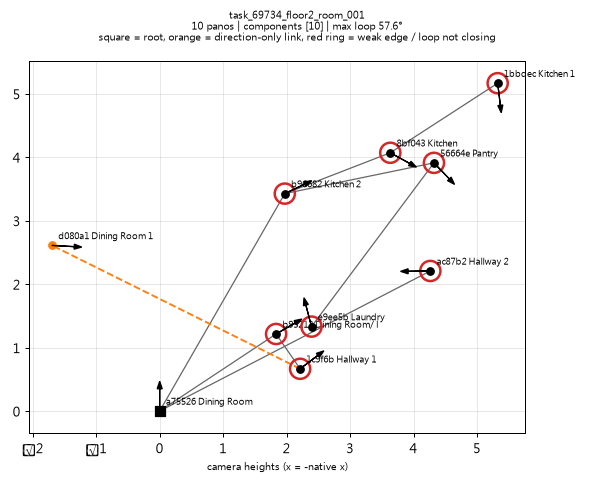 task_69734_floor2_room_001
10 panos | components [10] | max loop 57.6°
square = root, orange = direction-only link, red ring = weak edge / loop not closing
1bbcec Kitchen 1
8bf043 Kitchen
56664e Pantry
Kitchen 2
d080a1 Dining Room 1
ac87b2 Hallway 2
e9ee5b Laundry
Dining Room/
Hallway 1
a75526 Dining Room
5
4
3
2
1
0
2 1 0 1 2 3 4 5
camera heights (x = -native x)